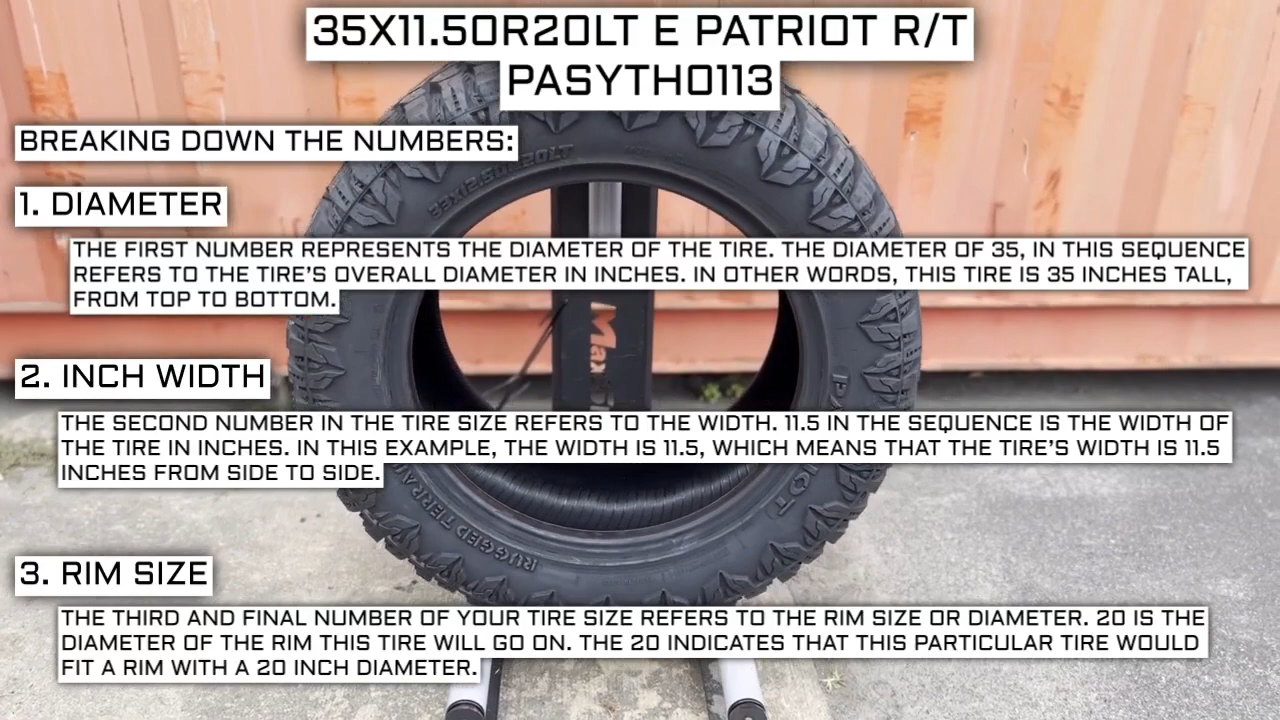 35X11.50R20LT E PATRIOT R/T
PASYTH0113
BREAKING DOWN THE NUMBERS:
1. DIAMETER
THE FIRST NUMBER REPRESENTS THE DIAMETER OF THE TIRE. THE DIAMETER OF 35, IN THIS SEQUENCE
REFERS TO THE TIRE'S OVERALL DIAMETER IN INCHES. IN OTHER WORDS, THIS TIRE IS 35 INCHES TALL,
FROM TOP TO BOTTOM.
2. INCH WIDTH
THE SECOND NUMBER IN THE TIRE SIZE REFERS TO THE WIDTH. 11.5 IN THE SEQUENCE IS THE WIDTH OF
THE TIRE IN INCHES. IN THIS EXAMPLE, THE WIDTH IS 11.5, WHICH MEANS THAT THE TIRE'S WIDTH IS 11.5
INCHES FROM SIDE TO SIDE.
3. RIM SIZE
THE THIRD AND FINAL NUMBER OF YOUR TIRE SIZE REFERS TO THE RIM SIZE OR DIAMETER. 20 IS THE
DIAMETER OF THE RIM THIS TIRE WILL GO ON. THE 20 INDICATES THAT THIS PARTICULAR TIRE WOULD
FIT A RIM WITH A 20 INCH DIAMETER.
RUGGED